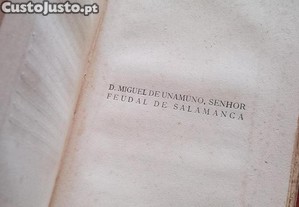 CustoJusto.pt
D. MIGUEL DE UNAMUNO, SENHOR
FEUDAL DE SALAMANCA